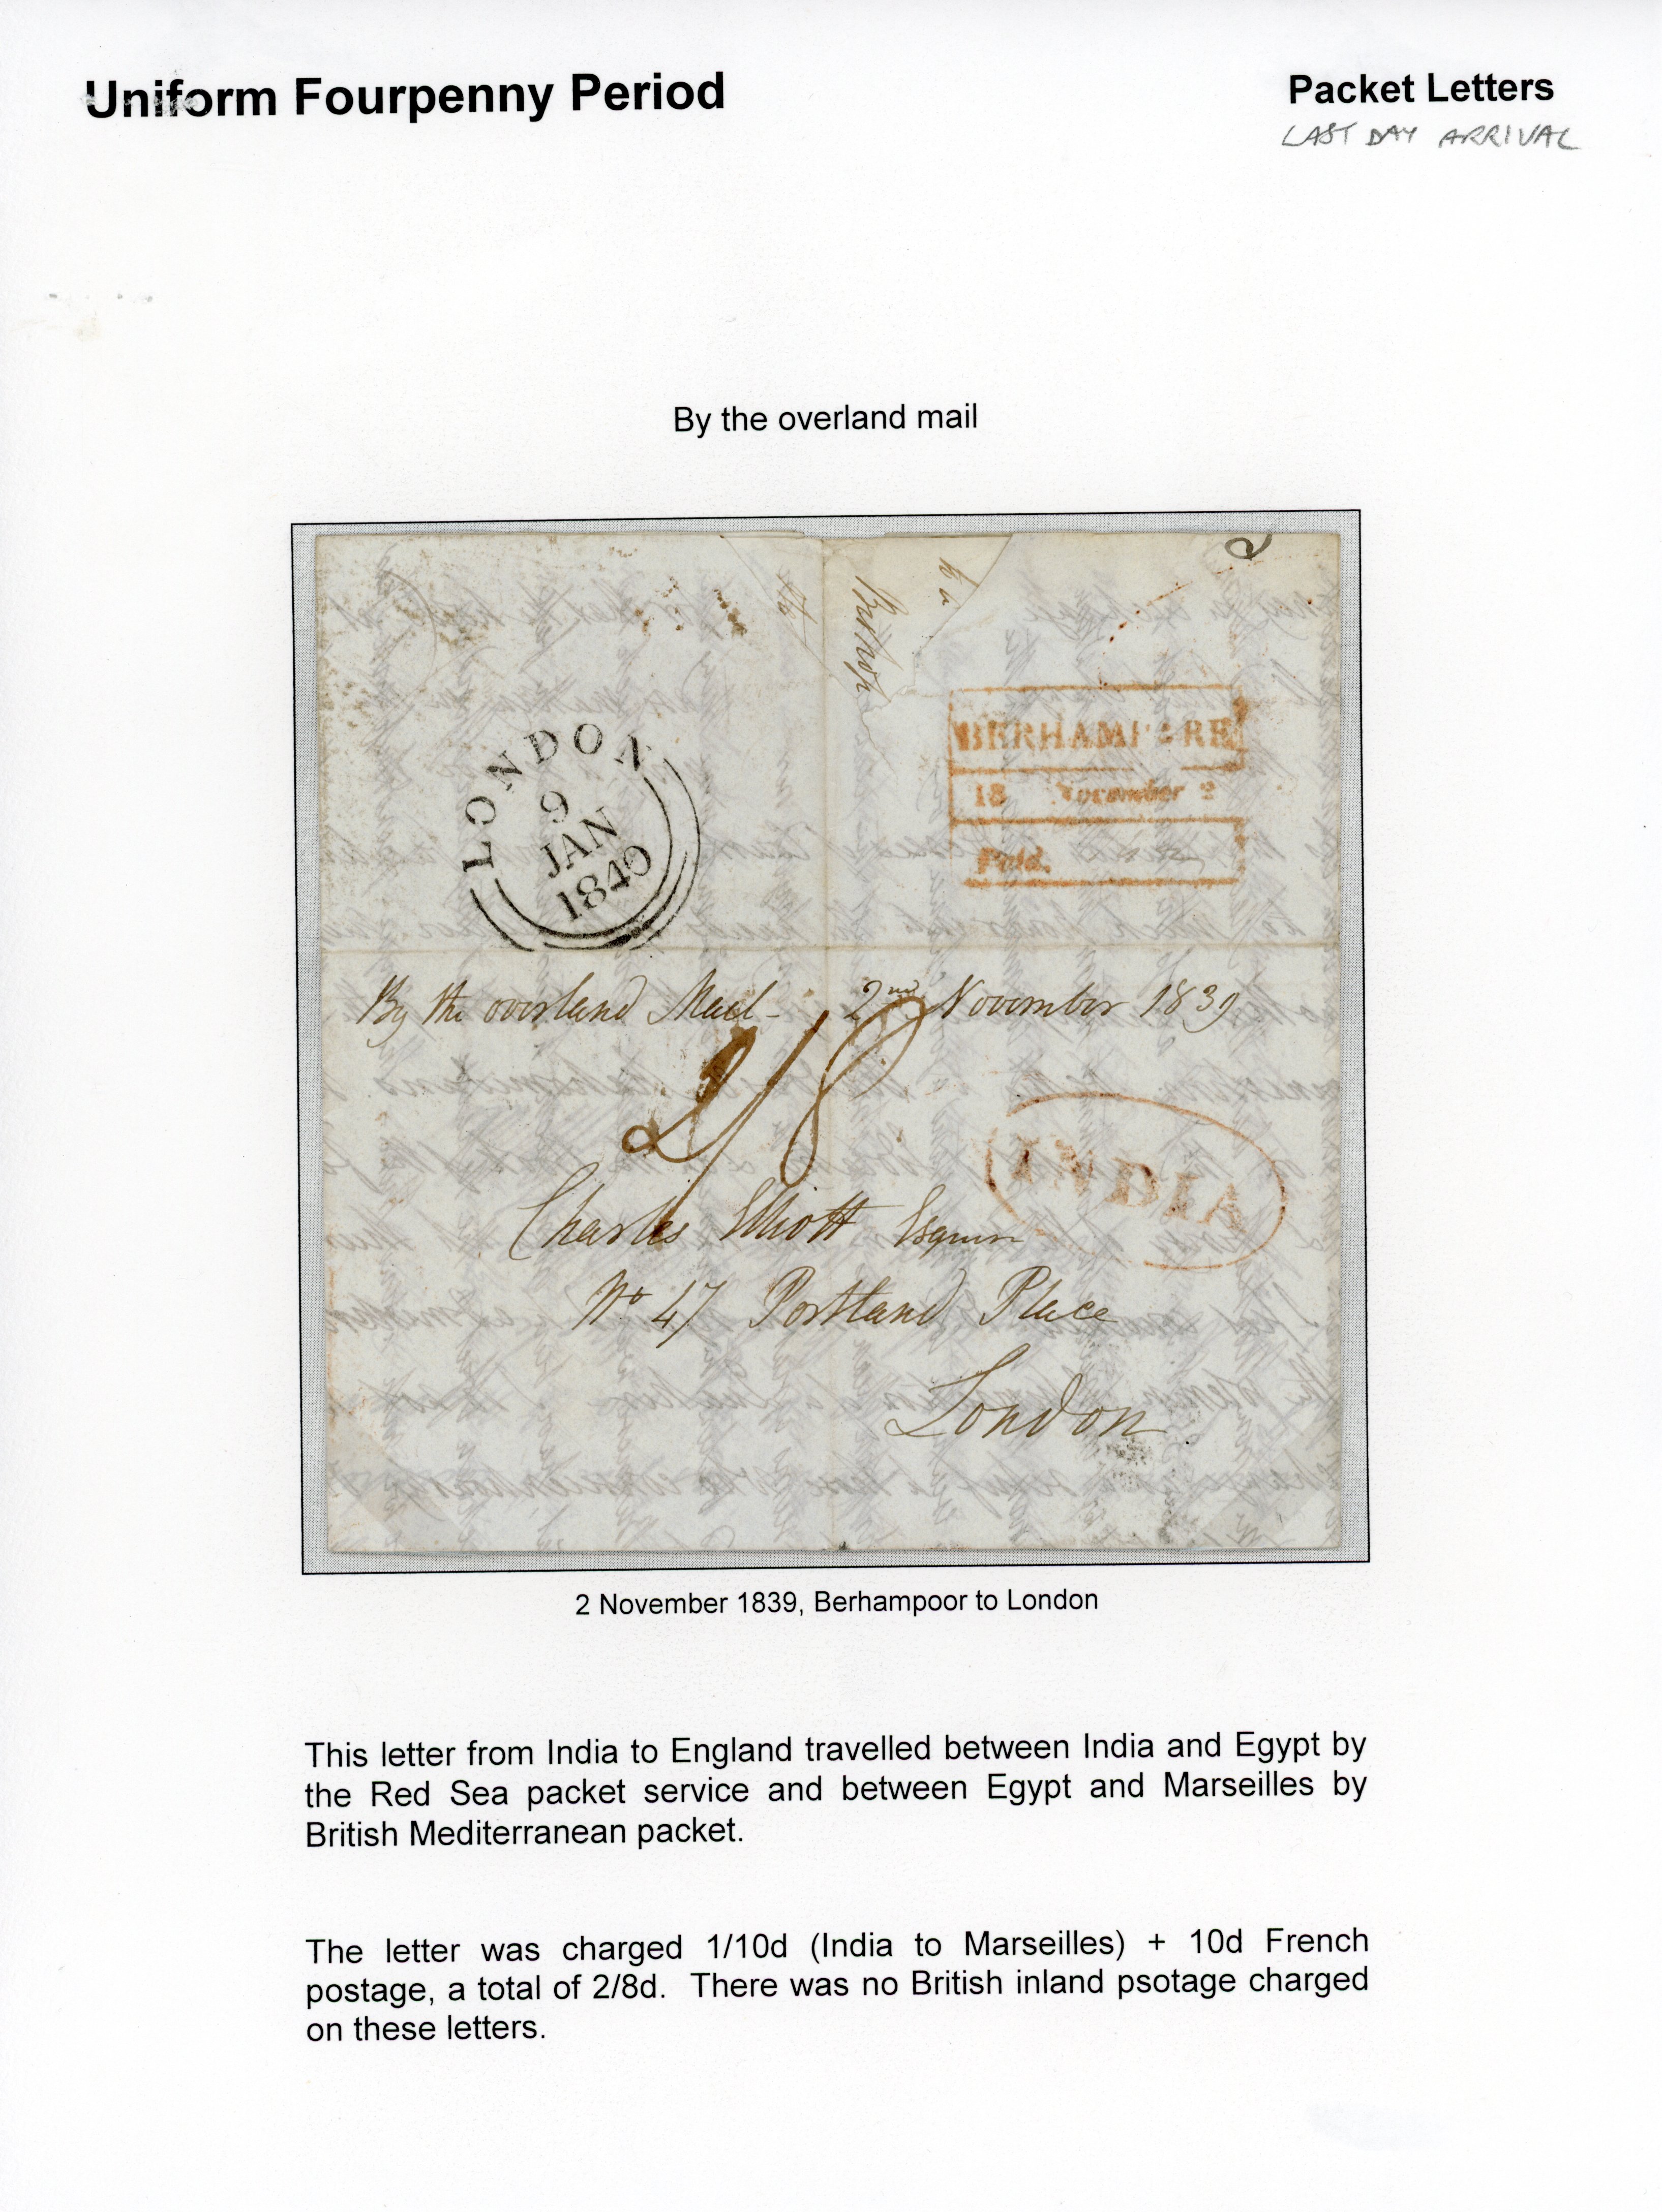 Uniform Fourpenny Period
Packet Letters
LAST DAY ARRIVAL
By the overland mail
LONDON
9
JAN
1840
BERHAMPORE
18 November 2
Paid.
By the overland Mail - 2nd November 1839
2/8
INDIA
Charles Elliott Esquire
No 47 Portland Place
London
2 November 1839, Berhampoor to London
This letter from India to England travelled between India and Egypt by
the Red Sea packet service and between Egypt and Marseilles by
British Mediterranean packet.
The letter was charged 1/10d (India to Marseilles) + 10d French
postage, a total of 2/8d. There was no British inland psotage charged
on these letters.